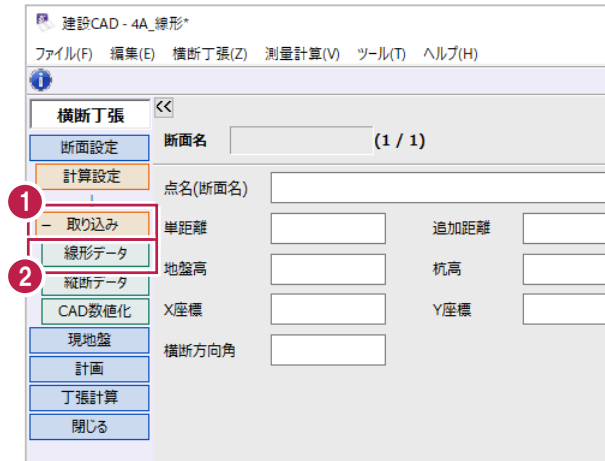 建設CAD - 4A_線形*
ファイル(F) 編集(E) 横断丁張(Z) 測量計算(V) ツール(T) ヘルプ(H)
横断丁張
断面設定
計算設定
1
− 取り込み
線形データ
2
縦断データ
CAD数値化
現地盤
計画
丁張計算
閉じる
<<
断面名 (1 / 1)
点名(断面名)
単距離 追加距離
地盤高 杭高
X座標 Y座標
横断方向角